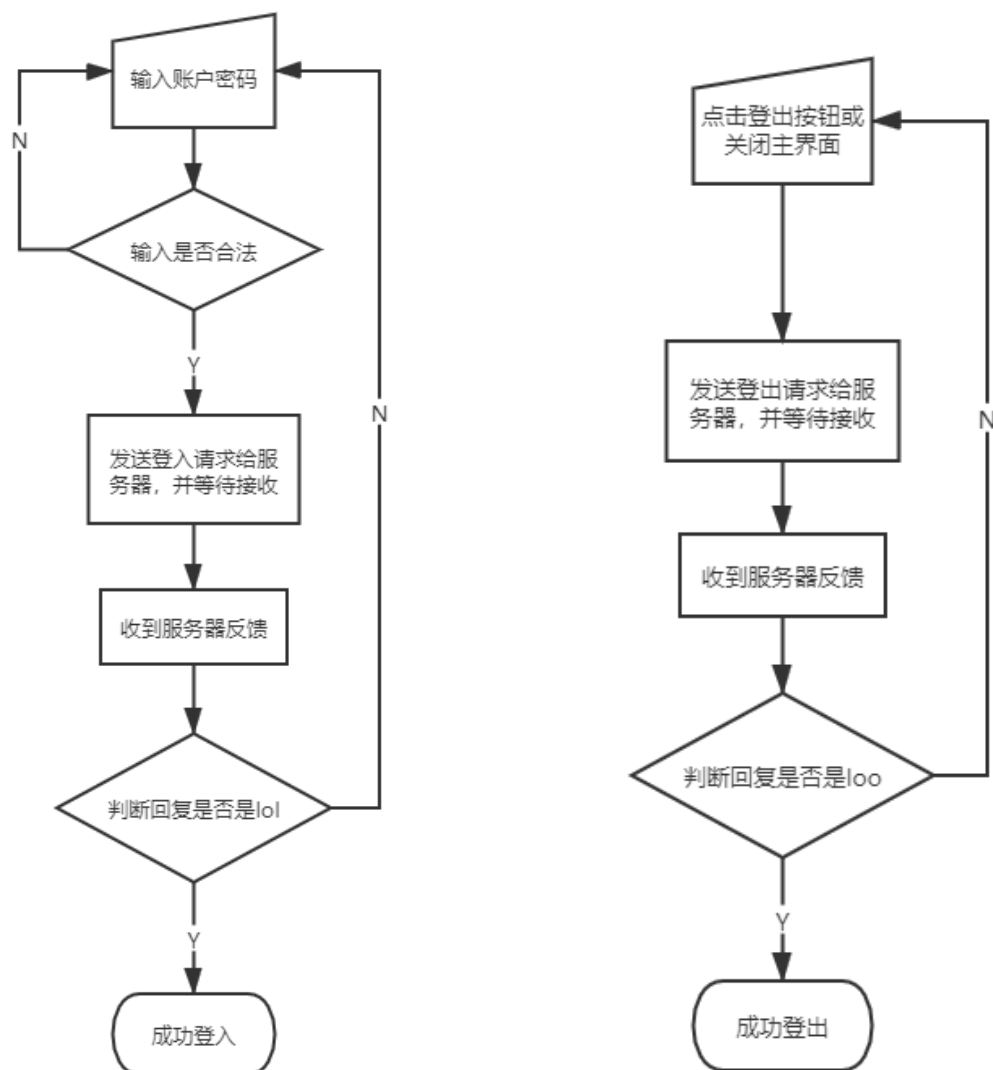 输入账户密码
N
输入是否合法
Y
N
发送登入请求给服
务器，并等待接收
收到服务器反馈
判断回复是否是lol
Y
成功登入
点击登出按钮或
关闭主界面
发送登出请求给服
务器，并等待接收
N
收到服务器反馈
判断回复是否是loo
Y
成功登出